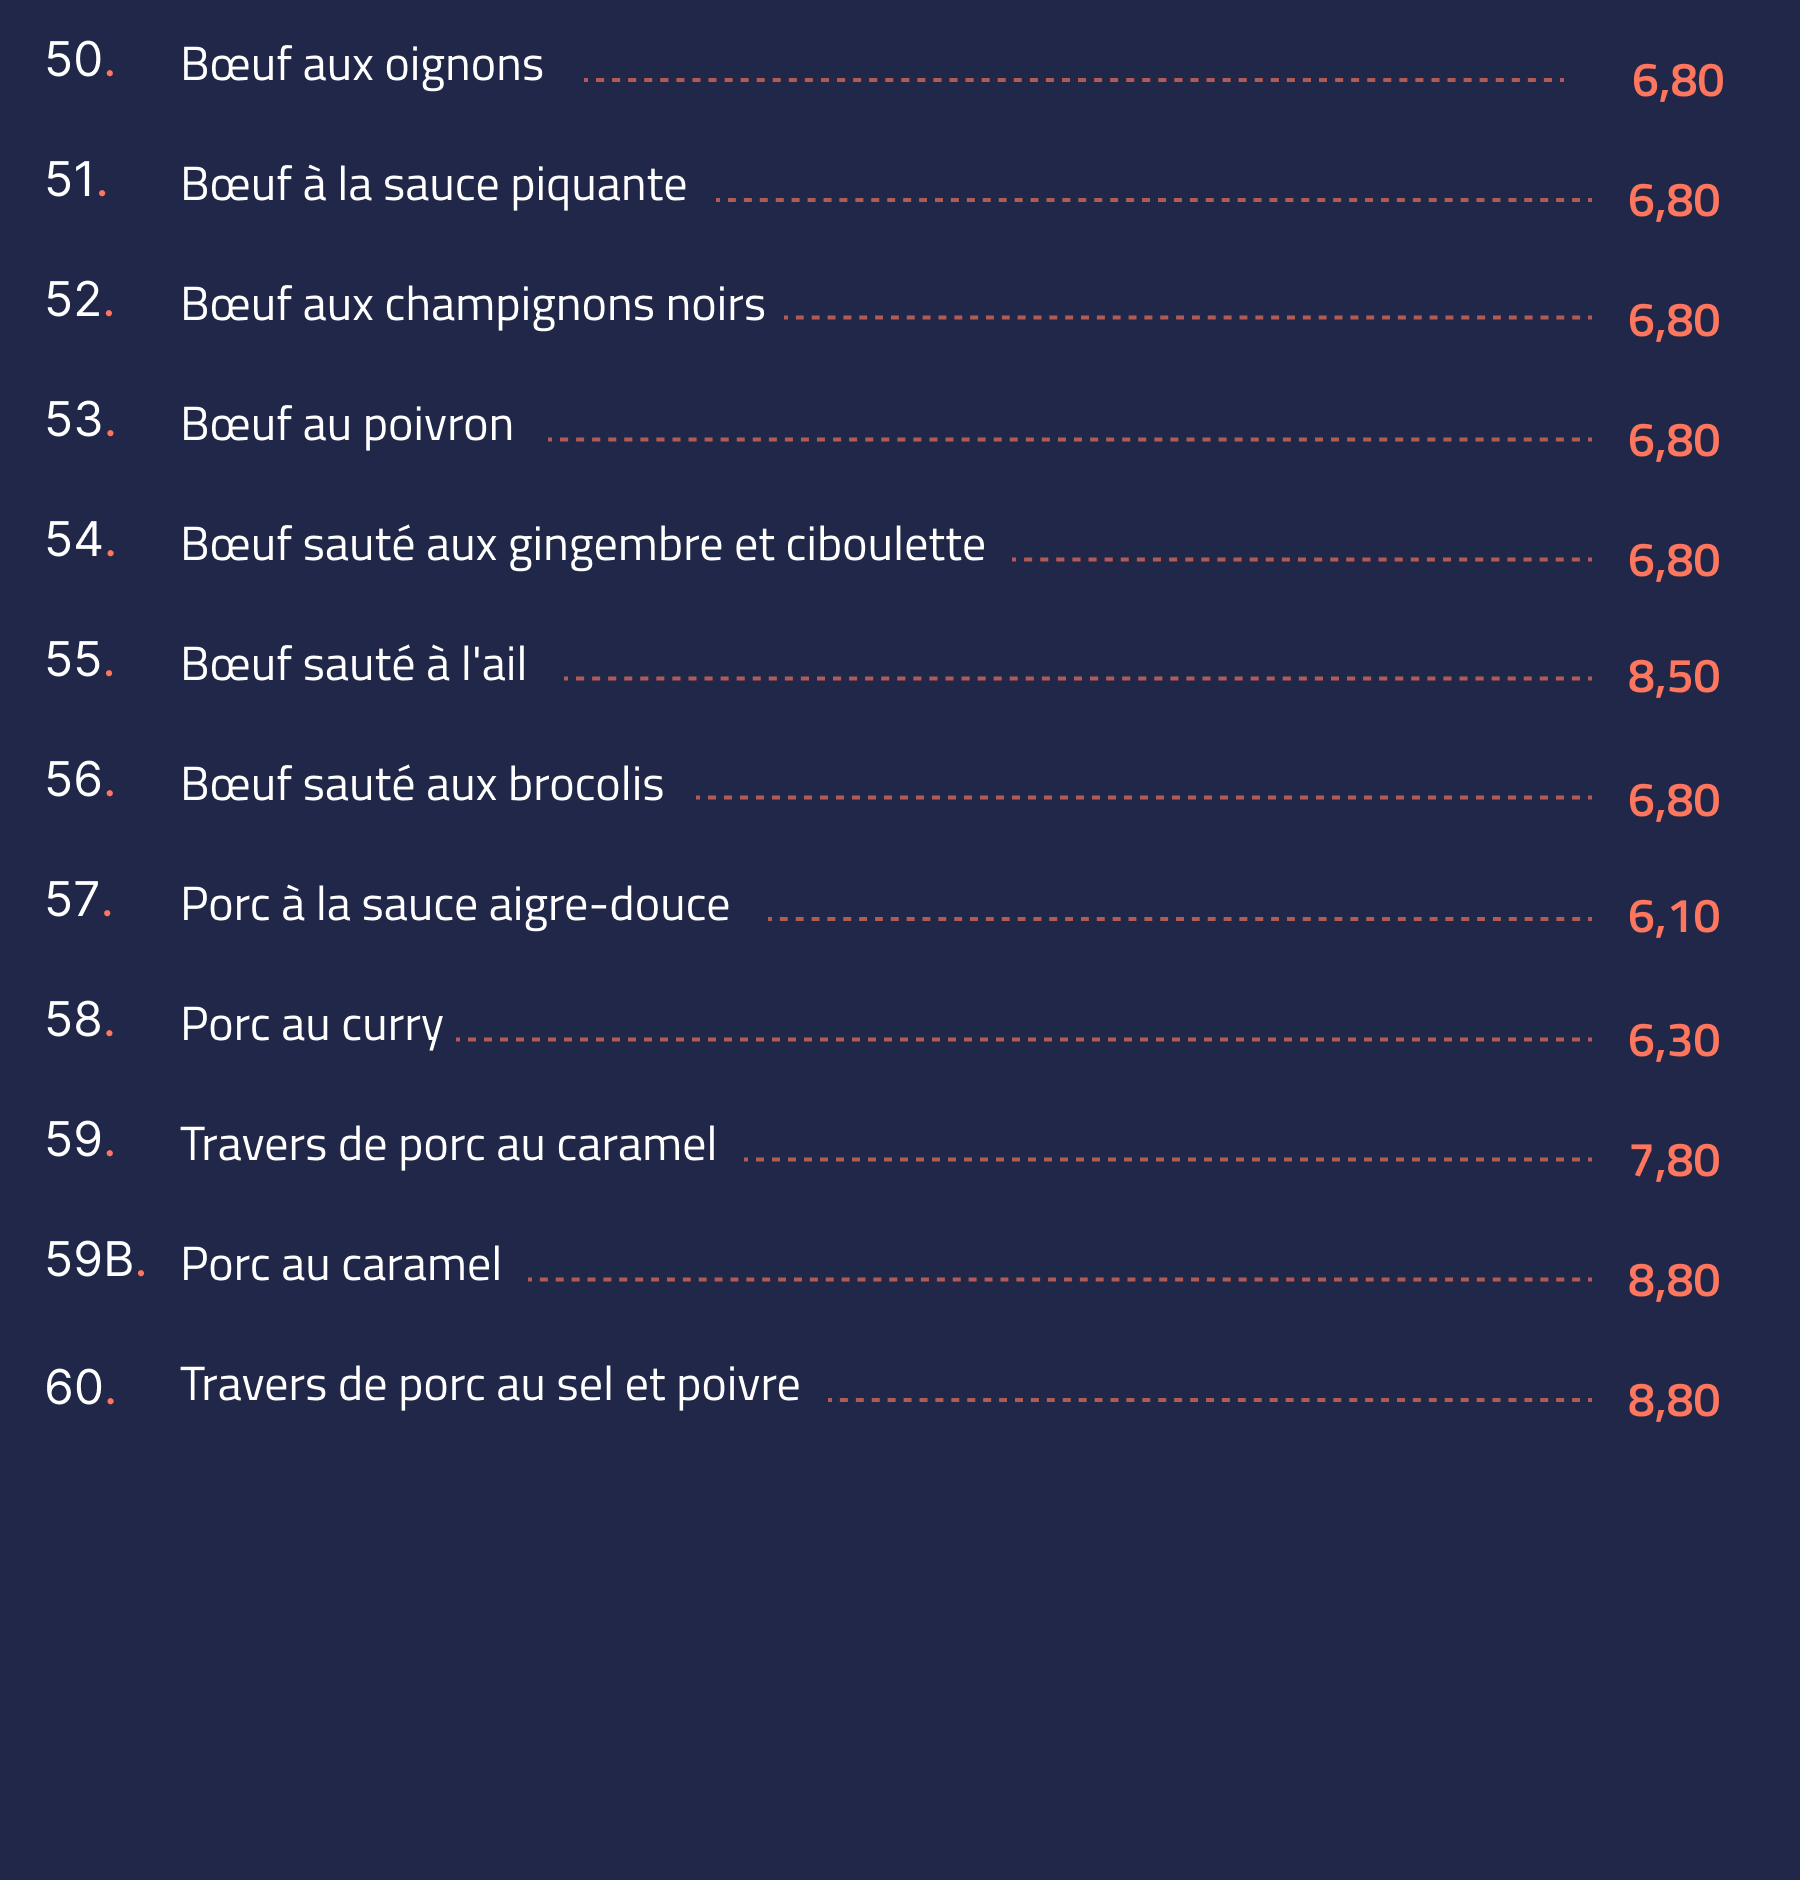 50. Bœuf aux oignons 6,80
51. Bœuf à la sauce piquante 6,80
52. Bœuf aux champignons noirs 6,80
53. Bœuf au poivron 6,80
54. Bœuf sauté aux gingembre et ciboulette 6,80
55. Bœuf sauté à l'ail 8,50
56. Bœuf sauté aux brocolis 6,80
57. Porc à la sauce aigre-douce 6,10
58. Porc au curry 6,30
59. Travers de porc au caramel 7,80
59B. Porc au caramel 8,80
60. Travers de porc au sel et poivre 8,80